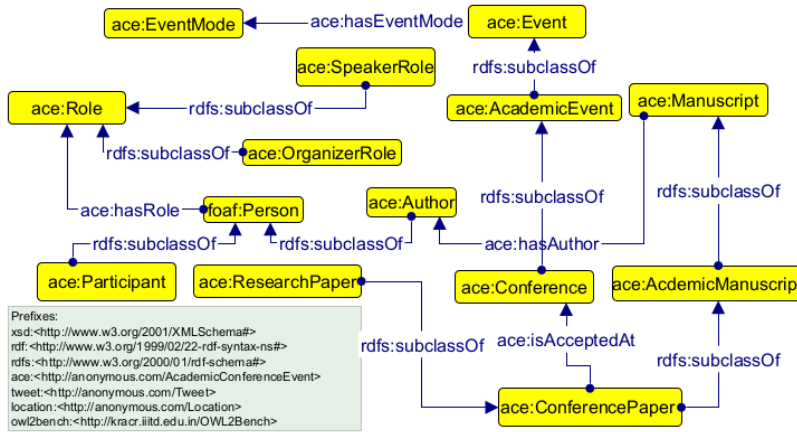 ace:EventMode
ace:hasEventMode
ace:Event
ace:SpeakerRole
rdfs:subclassOf
ace:Role
rdfs:subclassOf
ace:AcademicEvent
ace:Manuscript
rdfs:subclassOf
ace:OrganizerRole
rdfs:subclassOf
rdfs:subclassOf
ace:hasRole
foaf:Person
ace:Author
rdfs:subclassOf
rdfs:subclassOf
ace:hasAuthor
ace:Participant
ace:ResearchPaper
ace:Conference
ace:AcdemicManuscript
Prefixes:
xsd:<http://www.w3.org/2001/XMLSchema#>
rdf:<http://www.w3.org/1999/02/22-rdf-syntax-ns#>
rdfs:<http://www.w3.org/2000/01/rdf-schema#>
ace:<http://anonymous.com/AcademicConferenceEvent>
tweet:<http://anonymous.com/Tweet>
location:<http://anonymous.com/Location>
owl2bench:<http://kracr.iiitd.edu.in/OWL2Bench>
rdfs:subclassOf
ace:isAcceptedAt
rdfs:subclassOf
ace:ConferencePaper